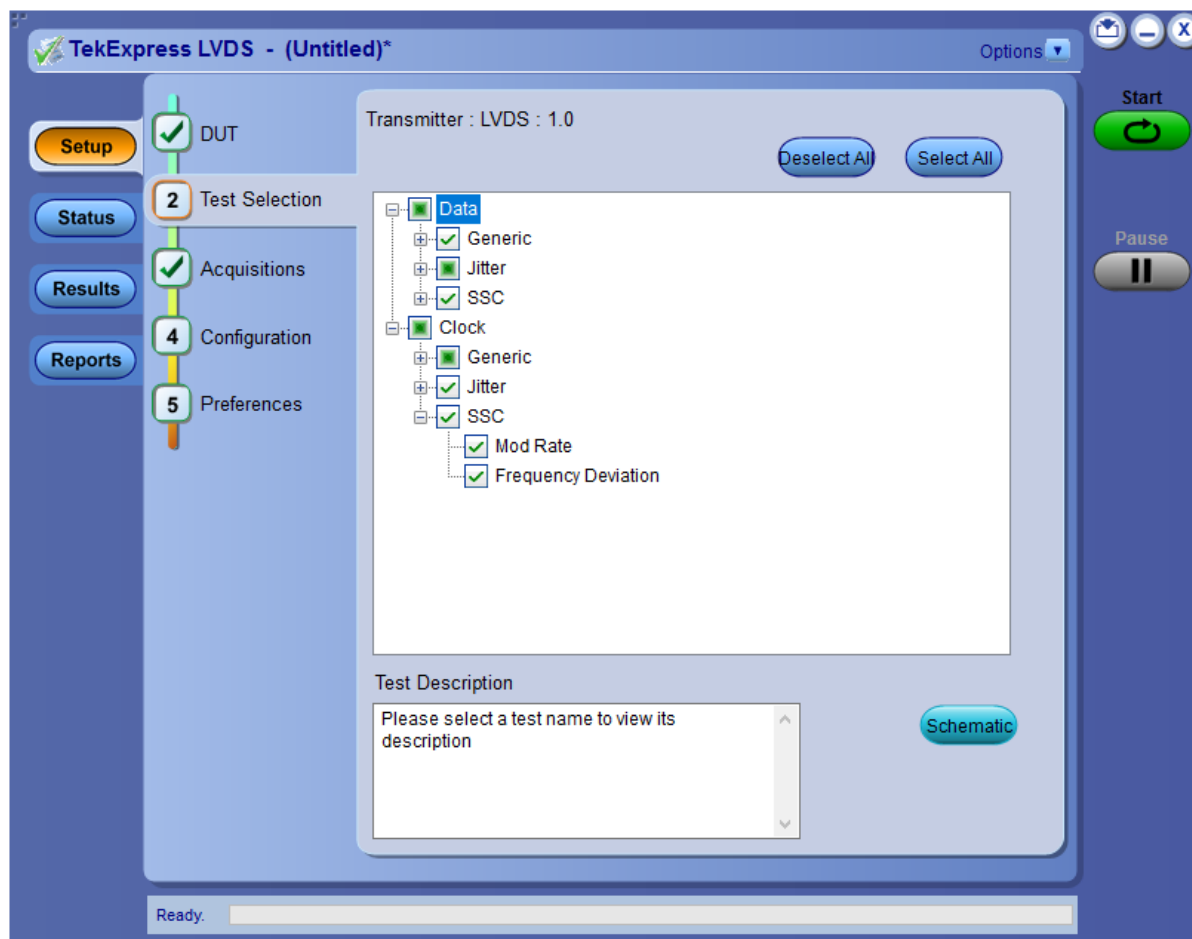 TekExpress LVDS - (Untitled)*
Options
Start
Pause
Setup
Status
Results
Reports
DUT
2 Test Selection
Acquisitions
4 Configuration
5 Preferences
Transmitter : LVDS : 1.0
Deselect All
Select All
Data
Generic
Jitter
SSC
Clock
Generic
Jitter
SSC
Mod Rate
Frequency Deviation
Test Description
Please select a test name to view its
description
Schematic
Ready.